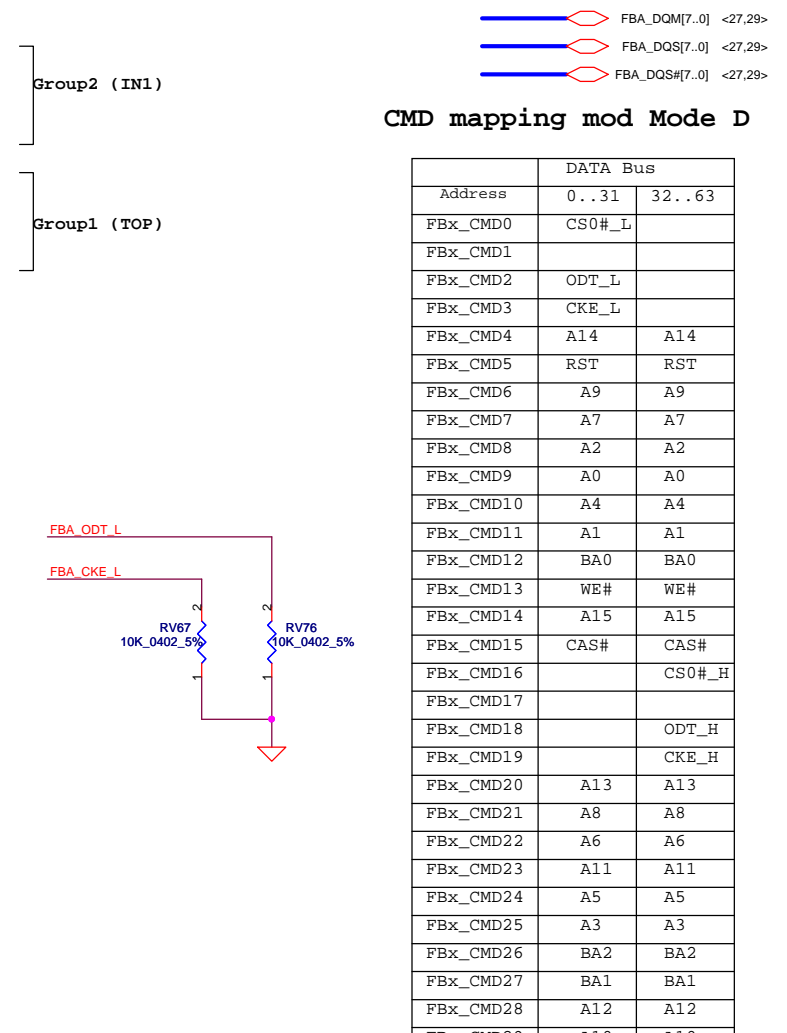 FBA_DQM[7..0] <27,29>
FBA_DQS[7..0] <27,29>
FBA_DQS#[7..0] <27,29>
Group2 (IN1)
CMD mapping mod Mode D
Group1 (TOP)
DATA Bus
Address 0..31 32..63
FBx_CMD0 CS0#_L
FBx_CMD1
FBx_CMD2 ODT_L
FBx_CMD3 CKE_L
FBx_CMD4 A14 A14
FBx_CMD5 RST RST
FBx_CMD6 A9 A9
FBx_CMD7 A7 A7
FBx_CMD8 A2 A2
FBx_CMD9 A0 A0
FBx_CMD10 A4 A4
FBx_CMD11 A1 A1
FBx_CMD12 BA0 BA0
FBx_CMD13 WE# WE#
FBx_CMD14 A15 A15
FBx_CMD15 CAS# CAS#
FBx_CMD16 CS0#_H
FBx_CMD17
FBx_CMD18 ODT_H
FBx_CMD19 CKE_H
FBx_CMD20 A13 A13
FBx_CMD21 A8 A8
FBx_CMD22 A6 A6
FBx_CMD23 A11 A11
FBx_CMD24 A5 A5
FBx_CMD25 A3 A3
FBx_CMD26 BA2 BA2
FBx_CMD27 BA1 BA1
FBx_CMD28 A12 A12
FBA_ODT_L
FBA_CKE_L
2 2
RV67 RV76
10K_0402_5% 10K_0402_5%
1 1